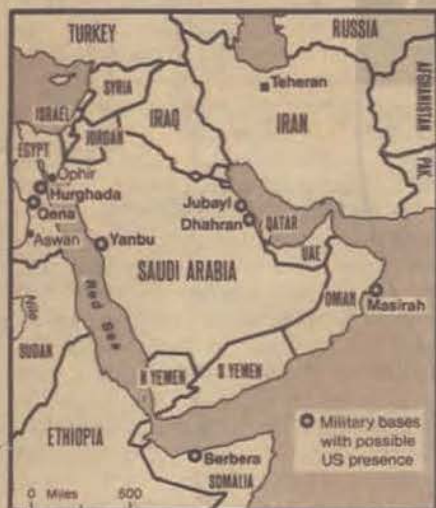 TURKEY
RUSSIA
SYRIA
Teheran
AFGHANISTAN
ISRAEL
IRAQ
IRAN
JORDAN
EGYPT
PAK.
Ophir
Hurghada
Qena
Jubayl
Dhahran
QATAR
Aswan
Yanbu
UAE
SAUDI ARABIA
OMAN
Masirah
Red Sea
Nile
SUDAN
N YEMEN
S YEMEN
Military bases
with possible
US presence
ETHIOPIA
Berbera
SOMALIA
0 Miles 500